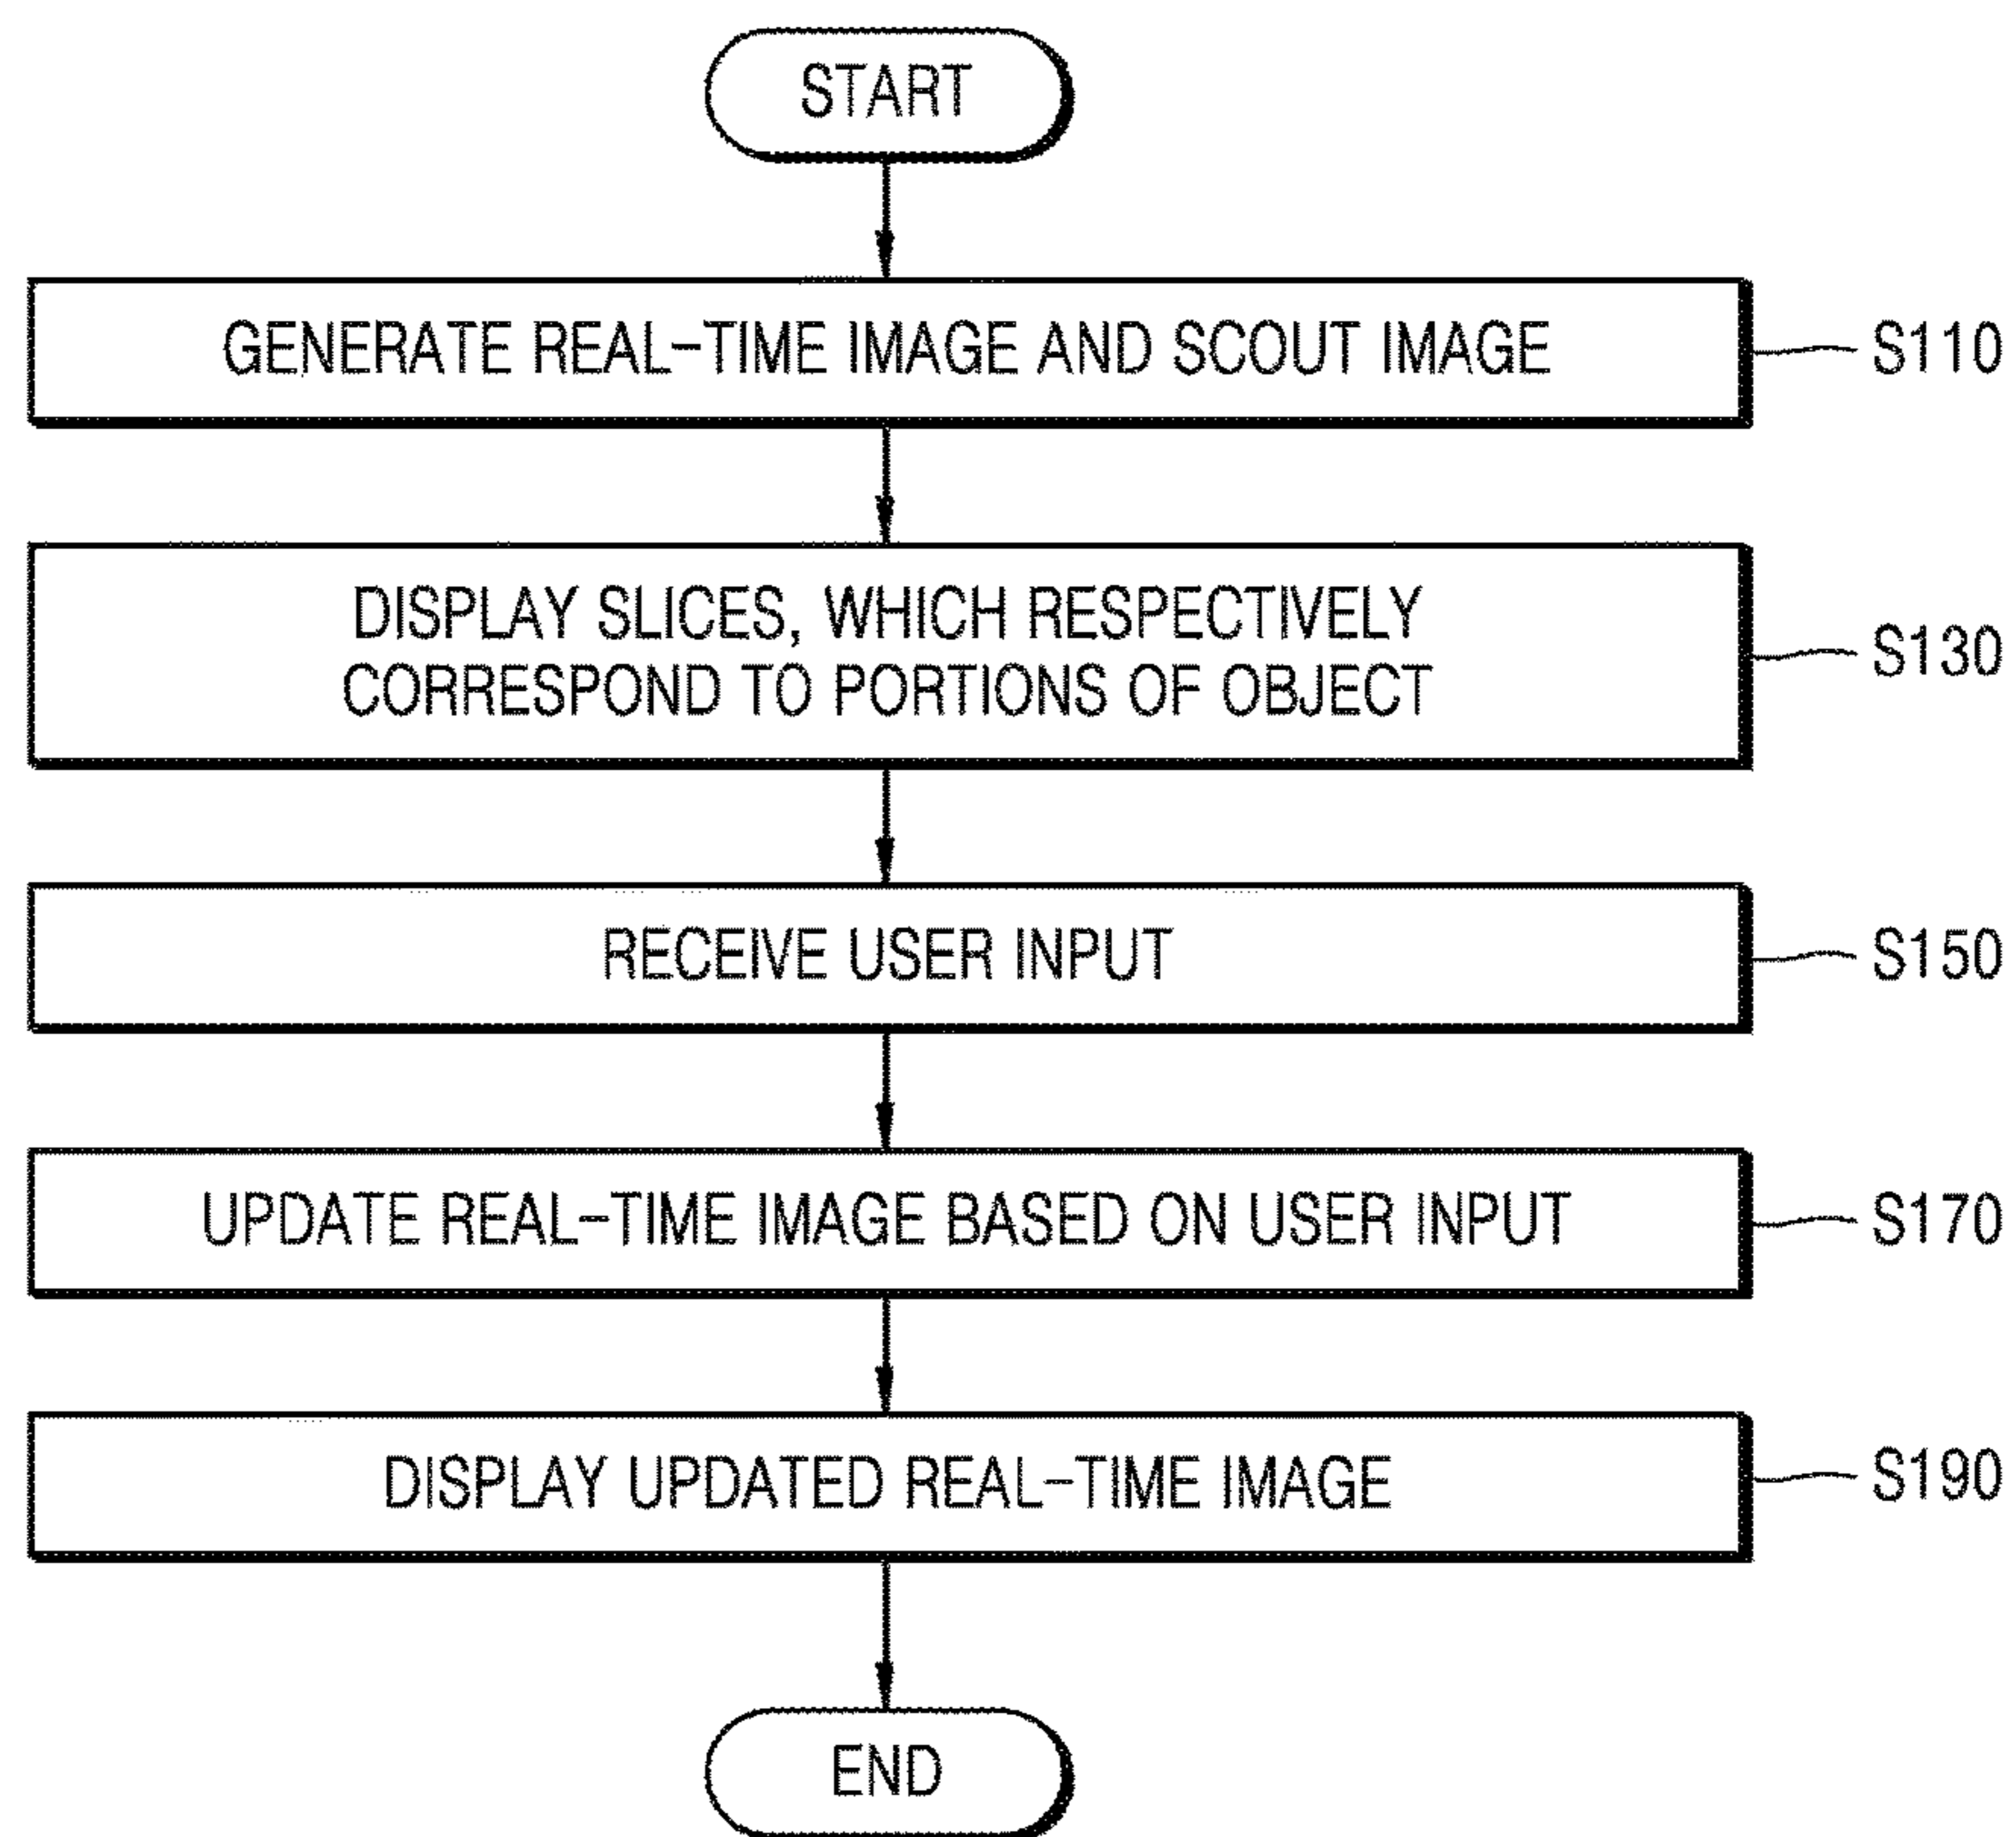 START
GENERATE REAL-TIME IMAGE AND SCOUT IMAGE
S110
DISPLAY SLICES, WHICH RESPECTIVELY
CORRESPOND TO PORTIONS OF OBJECT
S130
RECEIVE USER INPUT
S150
UPDATE REAL-TIME IMAGE BASED ON USER INPUT
S170
DISPLAY UPDATED REAL-TIME IMAGE
S190
END